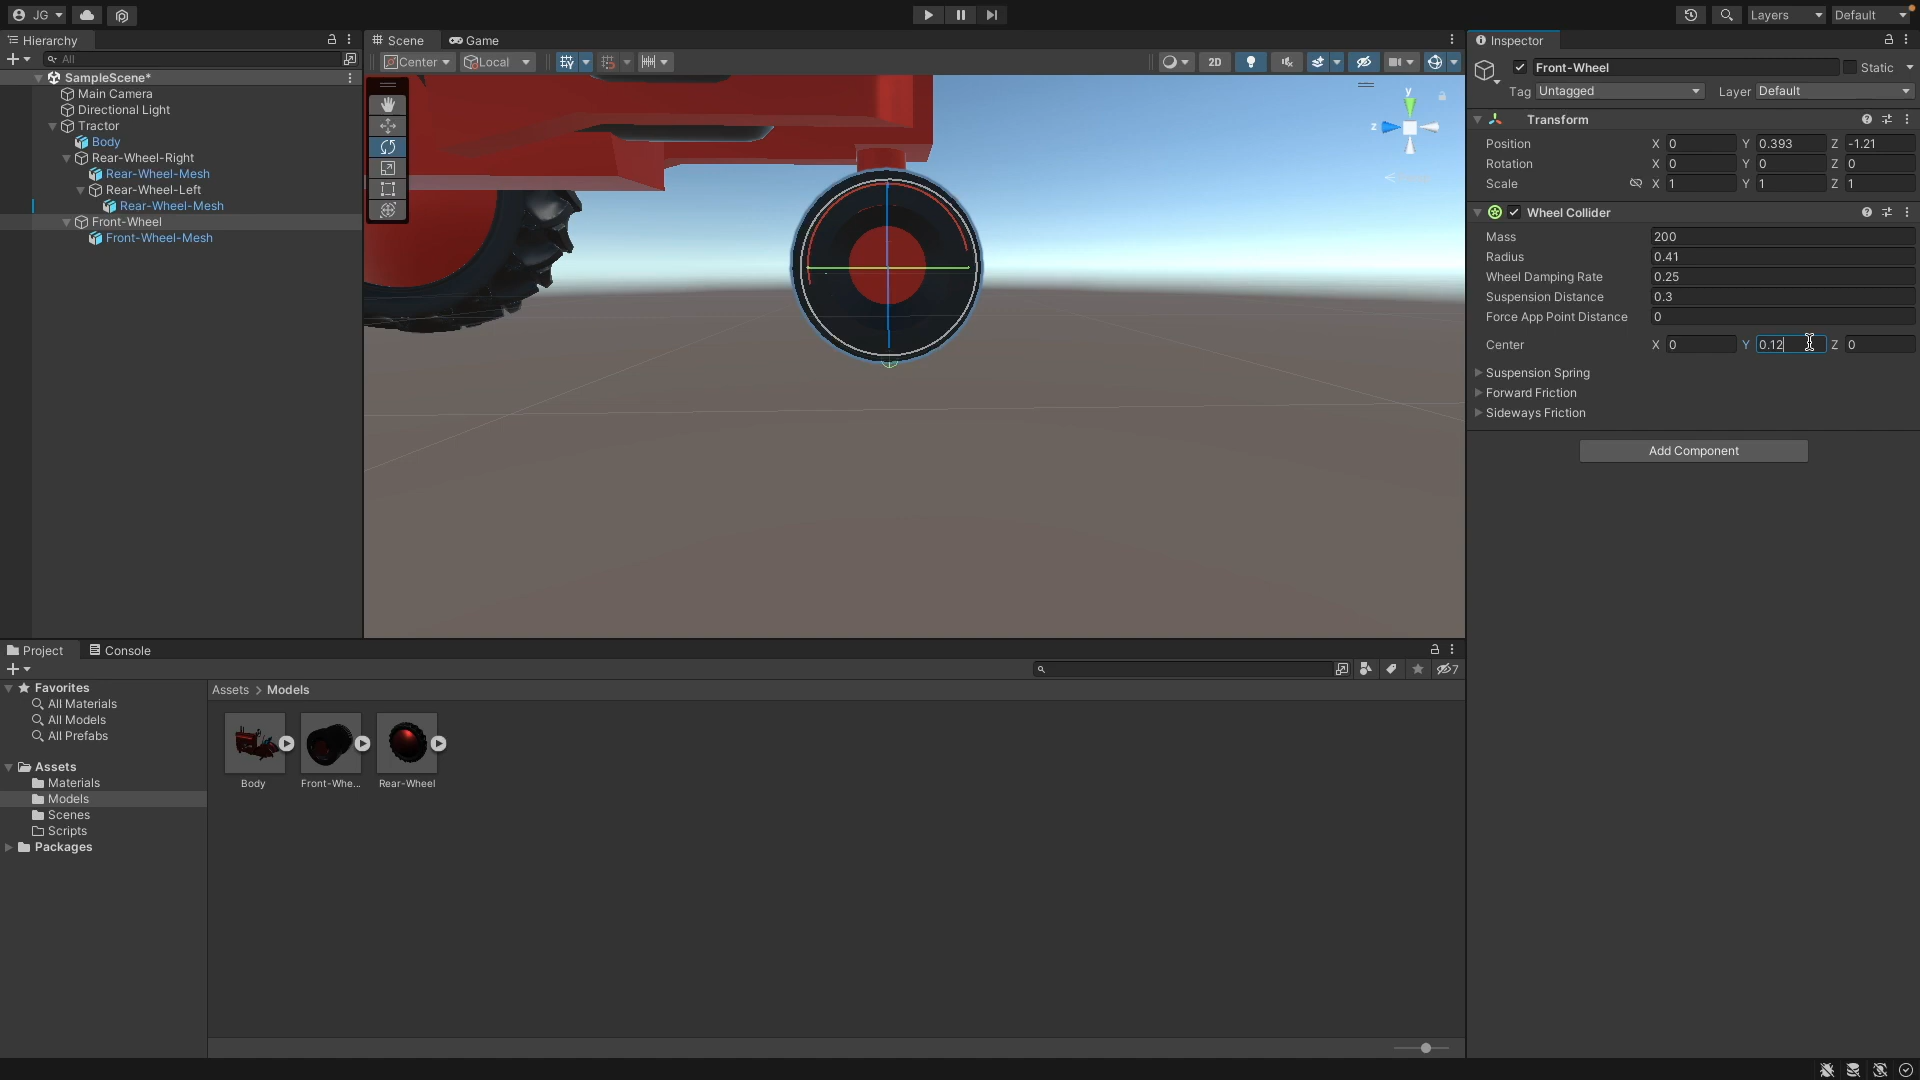 JG
Layers
Default
Hierarchy
Scene
Game
Inspector
All
Center
Local
2D
Front-Wheel
Static
SampleScene*
Main Camera
Directional Light
Tractor
Body
Rear-Wheel-Right
Rear-Wheel-Mesh
Rear-Wheel-Left
Rear-Wheel-Mesh
Front-Wheel
Front-Wheel-Mesh
y
z
Tag Untagged Layer Default
Transform
Position X 0 Y 0.393 Z -1.21
Rotation X 0 Y 0 Z 0
Scale X 1 Y 1 Z 1
Wheel Collider
Mass 200
Radius 0.41
Wheel Damping Rate 0.25
Suspension Distance 0.3
Force App Point Distance 0
Center X 0 Y 0.12 Z 0
Suspension Spring
Forward Friction
Sideways Friction
Add Component
Project
Console
7
Favorites
All Materials
All Models
All Prefabs
Assets
Materials
Models
Scenes
Scripts
Packages
Assets > Models
Body
Front-Whe...
Rear-Wheel